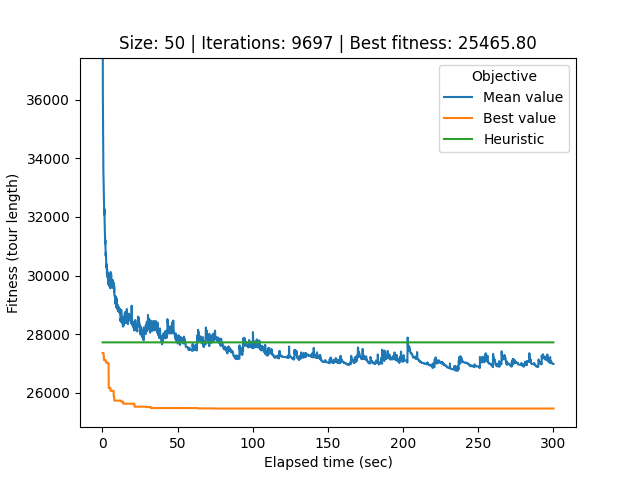 Size: 50 | Iterations: 9697 | Best fitness: 25465.80
Objective
Mean value
Best value
Heuristic
Fitness (tour length)
36000
34000
32000
30000
28000
26000
0 50 100 150 200 250 300
Elapsed time (sec)